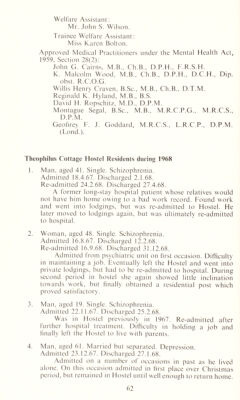 Welfare Assistant:
Mr. John S. Wilson.
Trainee Welfare Assistant:
Miss Karen Bolton.
Approved Medical Practitioners under the Mental Health Act,
1959, Section 28(2):
John G. Cairns, M.B., Ch.B., D.P.H., F.R.S.H.
K. Malcolm Wood, M.B., Ch.B., D.P.H., D.C.H., Dip.
obst. R.C.O.G.
Willis Henry Craven, B.Sc., M.B., Ch.B., D.T.M.
Reginald K. Hyland, M.B., B.S.
David H. Ropschitz, M.D., D.P.M.
Montague Segal, B.Sc., M.B., M.R.C.P.G., M.R.C.S.,
D.P.M.
Geoffrey F. J. Goddard, M.R.C.S., L.R.C.P., D.P.M.
(Lond.).
Theophilus Cottage Hostel Residents during 1968
1. Man, aged 41. Single. Schizophrenia.
Admitted 18.4.67. Discharged 2.1.68.
Re-admitted 24.2.68. Discharged 27.4.68.
A former long-stay hospital patient whose relatives would
not have him home owing to a bad work record. Found work
and went into lodgings, but was re-admitted to Hostel. He
later moved to lodgings again, but was ultimately re-admitted
to hospital.
2. Woman, aged 48. Single. Schizophrenia.
Admitted 16.8.67. Discharged 12.2.68.
Re-admitted 16.9.68. Discharged 31.12.68.
Admitted from psychiatric unit on first occasion. Difficulty
in maintaining a job. Eventually left the Hostel and went into
private lodgings, but had to be re-admitted to hospital. During
second period in hostel she again showed little inclination
towards work, but finally obtained a residential post which
proved satisfactory.
3. Man, aged 19. Single. Schizophrenia.
Admitted 22.11.67. Discharged 25.2.68.
Was in Hostel previously in 1967. Re-admitted after
further hospital treatment. Difficulty in holding a job and
finally left the Hostel to live with parents.
4. Man, aged 61. Married but separated. Depression.
Admitted 23.12.67. Discharged 27.1.68.
Admitted on a number of occasions in past as he lived
alone. On this occasion admitted in first place over Christmas
period, but remained in Hostel until well enough to return home.
62